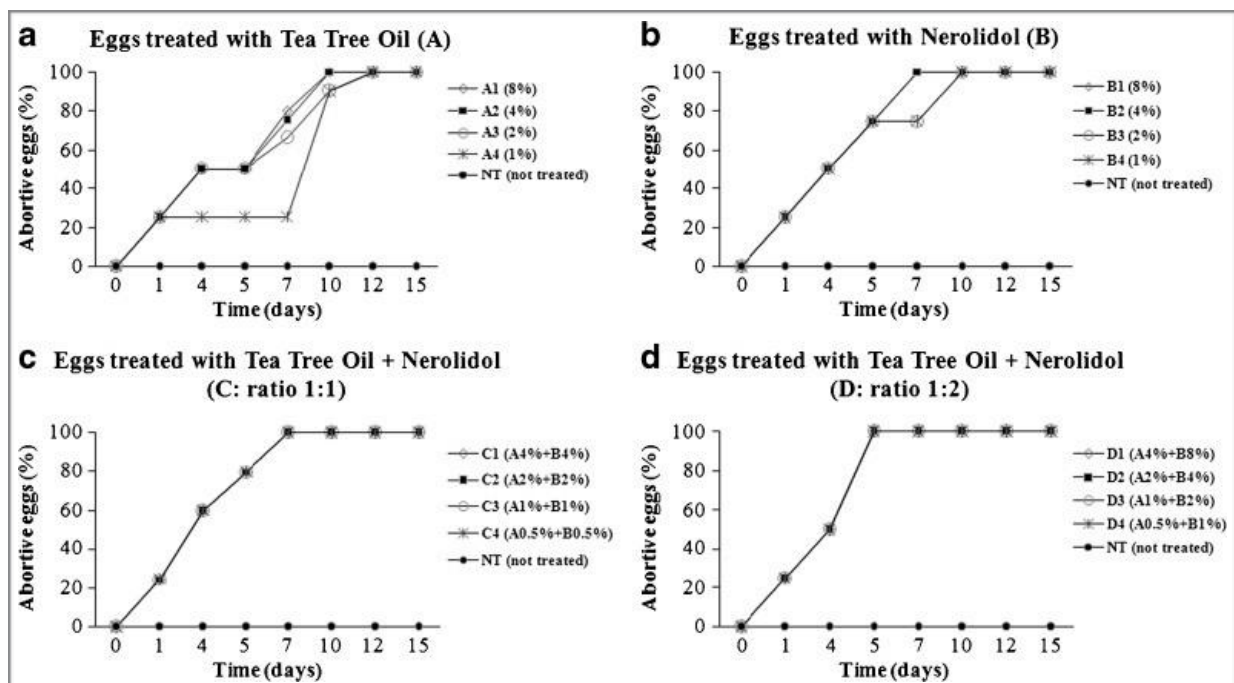 a Eggs treated with Tea Tree Oil (A)
Abortive eggs (%)
100
80
60
40
20
0
0 1 4 5 7 10 12 15
Time (days)
A1 (8%)
A2 (4%)
A3 (2%)
A4 (1%)
NT (not treated)
b Eggs treated with Nerolidol (B)
Abortive eggs (%)
100
80
60
40
20
0
0 1 4 5 7 10 12 15
Time (days)
B1 (8%)
B2 (4%)
B3 (2%)
B4 (1%)
NT (not treated)
c Eggs treated with Tea Tree Oil + Nerolidol
(C: ratio 1:1)
Abortive eggs (%)
100
80
60
40
20
0
0 1 4 5 7 10 12 15
Time (days)
C1 (A4%+B4%)
C2 (A2%+B2%)
C3 (A1%+B1%)
C4 (A0.5%+B0.5%)
NT (not treated)
d Eggs treated with Tea Tree Oil + Nerolidol
(D: ratio 1:2)
Abortive eggs (%)
100
80
60
40
20
0
0 1 4 5 7 10 12 15
Time (days)
D1 (A4%+B8%)
D2 (A2%+B4%)
D3 (A1%+B2%)
D4 (A0.5%+B1%)
NT (not treated)